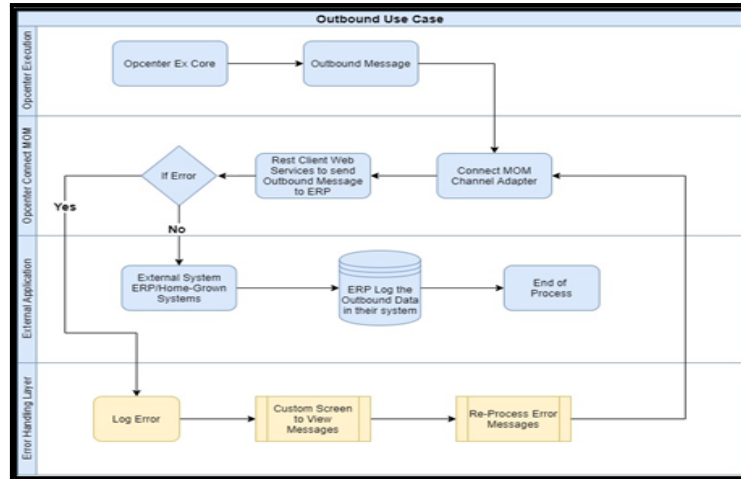 Outbound Use Case
Opcenter Execution
Opcenter Ex Core
Outbound Message
Opcenter Connect MOM
If Error
Rest Client Web
Services to send
Outbound Message
to ERP
Connect MOM
Channel Adapter
Yes
No
External Application
External System
ERP/Home-Grown
Systems
ERP Log the
Outbound Data
in their system
End of
Process
Error Handling Layer
Log Error
Custom Screen
to View
Messages
Re-Process Error
Messages